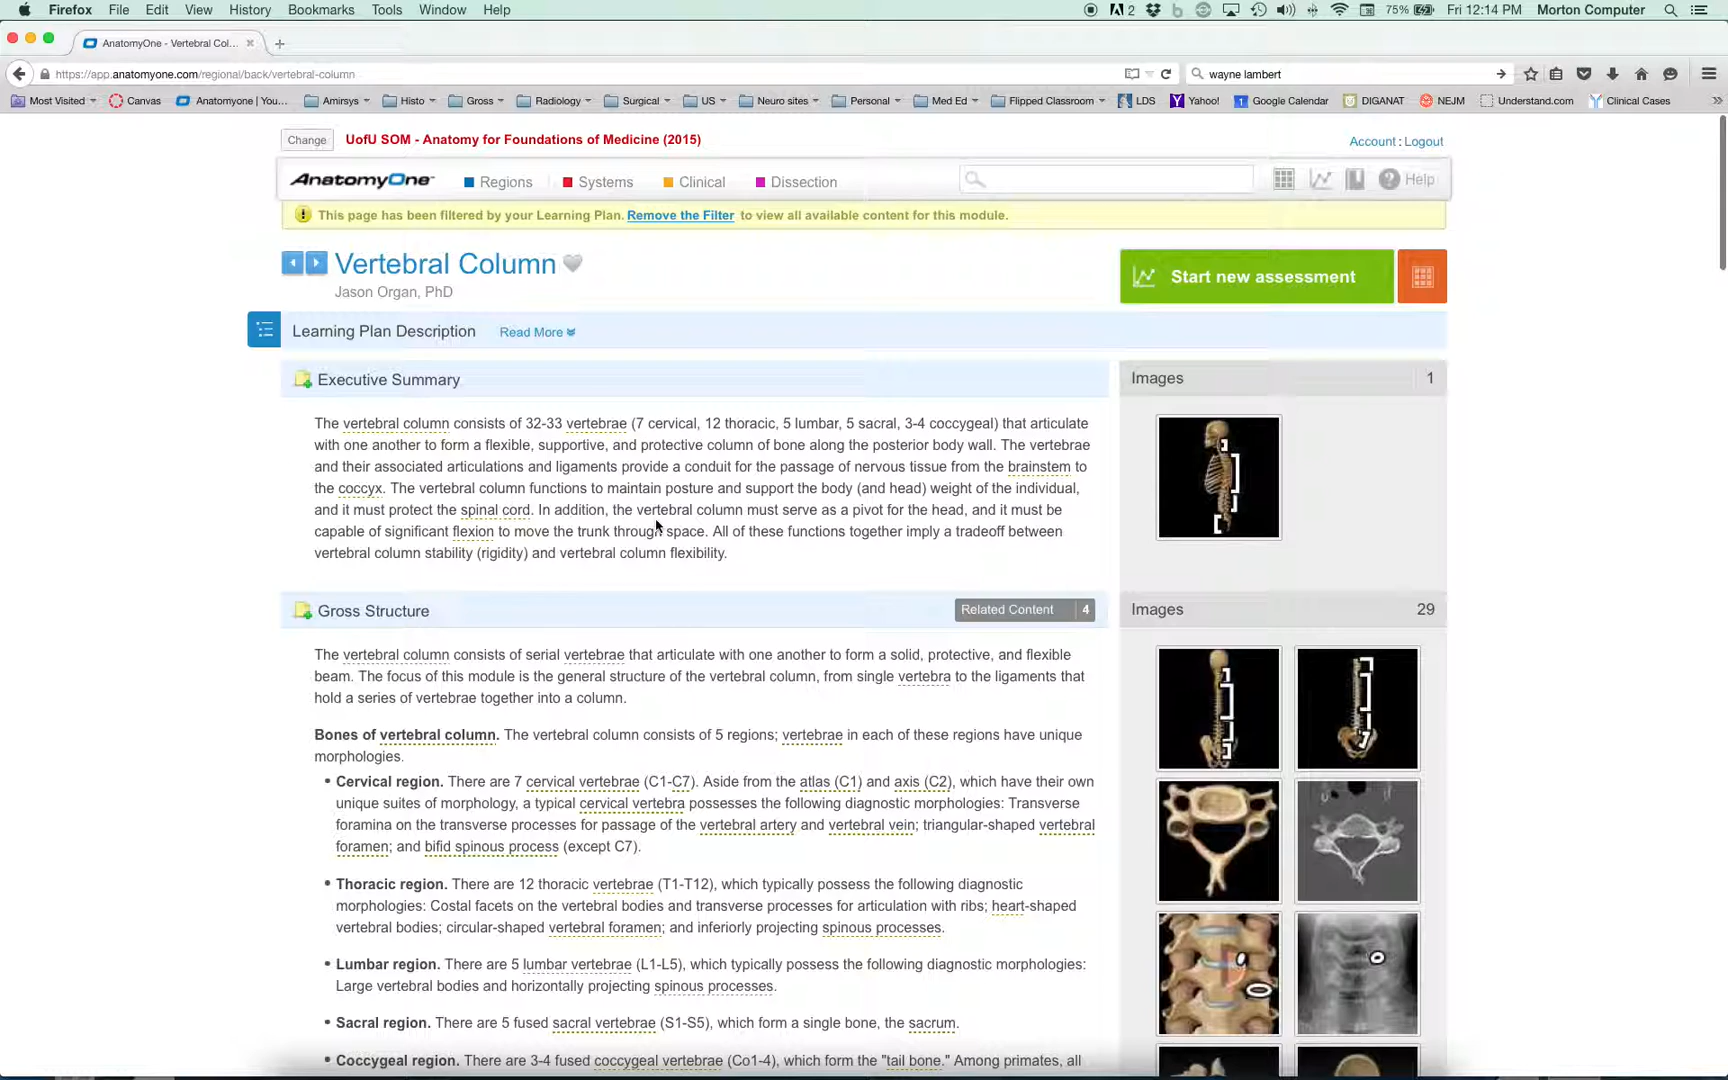 Firefox File Edit View History Bookmarks Tools Window Help 2 75% Fri 12:14 PM Morton Computer
AnatomyOne - Vertebral Col...
https://app.anatomyone.com/regional/back/vertebral-column wayne lambert
Most Visited Canvas Anatomyone | You... Amirsys Histo Gross Radiology Surgical US Neuro sites Personal Med Ed Flipped Classroom LDS Yahoo! Google Calendar DIGANAT NEJM Understand.com Clinical Cases
Change UofU SOM - Anatomy for Foundations of Medicine (2015) Account : Logout
AnatomyOne Regions Systems Clinical Dissection Help
This page has been filtered by your Learning Plan. Remove the Filter to view all available content for this module.
Vertebral Column Start new assessment
Jason Organ, PhD
Learning Plan Description Read More
Executive Summary Images 1
The vertebral column consists of 32-33 vertebrae (7 cervical, 12 thoracic, 5 lumbar, 5 sacral, 3-4 coccygeal) that articulate
with one another to form a flexible, supportive, and protective column of bone along the posterior body wall. The vertebrae
and their associated articulations and ligaments provide a conduit for the passage of nervous tissue from the brainstem to
the coccyx. The vertebral column functions to maintain posture and support the body (and head) weight of the individual,
and it must protect the spinal cord. In addition, the vertebral column must serve as a pivot for the head, and it must be
capable of significant flexion to move the trunk through space. All of these functions together imply a tradeoff between
vertebral column stability (rigidity) and vertebral column flexibility.
Gross Structure Related Content 4 Images 29
The vertebral column consists of serial vertebrae that articulate with one another to form a solid, protective, and flexible
beam. The focus of this module is the general structure of the vertebral column, from single vertebra to the ligaments that
hold a series of vertebrae together into a column.
Bones of vertebral column. The vertebral column consists of 5 regions; vertebrae in each of these regions have unique
morphologies.
• Cervical region. There are 7 cervical vertebrae (C1-C7). Aside from the atlas (C1) and axis (C2), which have their own
unique suites of morphology, a typical cervical vertebra possesses the following diagnostic morphologies: Transverse
foramina on the transverse processes for passage of the vertebral artery and vertebral vein; triangular-shaped vertebral
foramen; and bifid spinous process (except C7).
• Thoracic region. There are 12 thoracic vertebrae (T1-T12), which typically possess the following diagnostic
morphologies: Costal facets on the vertebral bodies and transverse processes for articulation with ribs; heart-shaped
vertebral bodies; circular-shaped vertebral foramen; and inferiorly projecting spinous processes.
• Lumbar region. There are 5 lumbar vertebrae (L1-L5), which typically possess the following diagnostic morphologies:
Large vertebral bodies and horizontally projecting spinous processes.
• Sacral region. There are 5 fused sacral vertebrae (S1-S5), which form a single bone, the sacrum.
• Coccygeal region. There are 3-4 fused coccygeal vertebrae (Co1-4), which form the "tail bone." Among primates, all